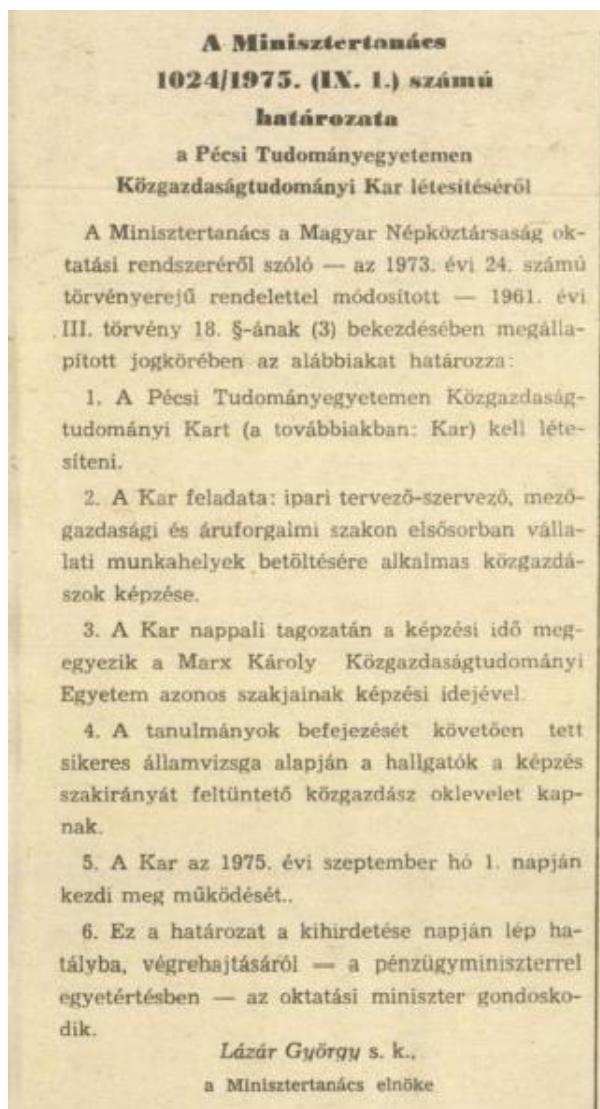 A Minisztertanács
1024/1975. (IX. 1.) számú
határozata
a Pécsi Tudományegyetemen
Közgazdaságtudományi Kar létesítéséről
A Minisztertanács a Magyar Népköztársaság ok-
tatási rendszeréről szóló — az 1973. évi 24. számú
törvényerejű rendelettel módosított — 1961. évi
III. törvény 18. §-ának (3) bekezdésében megálla-
pított jogkörében az alábbiakat határozza:
1. A Pécsi Tudományegyetemen Közgazdaság-
tudományi Kart (a továbbiakban: Kar) kell léte-
síteni.
2. A Kar feladata: ipari tervező-szervező, mező-
gazdasági és áruforgalmi szakon elsősorban válla-
lati munkahelyek betöltésére alkalmas közgazdá-
szok képzése.
3. A Kar nappali tagozatán a képzési idő meg-
egyezik a Marx Károly Közgazdaságtudományi
Egyetem azonos szakjainak képzési idejével.
4. A tanulmányok befejezését követően tett
sikeres államvizsga alapján a hallgatók a képzés
szakirányát feltüntető közgazdász oklevelet kap-
nak.
5. A Kar az 1975. évi szeptember hó 1. napján
kezdi meg működését..
6. Ez a határozat a kihirdetése napján lép ha-
tályba, végrehajtásáról — a pénzügyminiszterrel
egyetértésben — az oktatási miniszter gondosko-
dik.
Lázár György s. k.,
a Minisztertanács elnöke